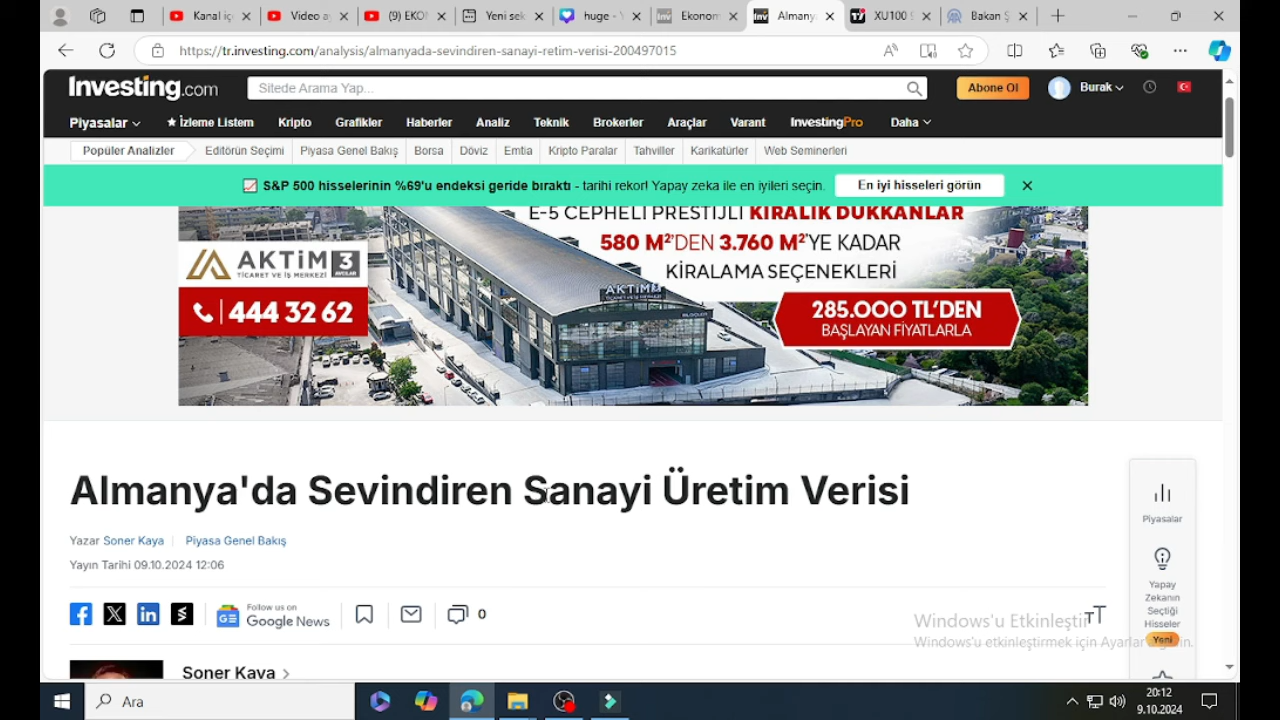 Kanal iç
Video ay
(9) EKON
Yeni sek
huge - Y
Ekonom
Almany
XU100 9
Bakan Ş
https://tr.investing.com/analysis/almanyada-sevindiren-sanayi-retim-verisi-200497015
Investing.com
Sitede Arama Yap...
Abone Ol
Burak
Piyasalar
İzleme Listem
Kripto
Grafikler
Haberler
Analiz
Teknik
Brokerler
Araçlar
Varant
InvestingPro
Daha
Popüler Analizler
Editörün Seçimi
Piyasa Genel Bakış
Borsa
Döviz
Emtia
Kripto Paralar
Tahviller
Karikatürler
Web Seminerleri
S&P 500 hisselerinin %69'u endeksi geride bıraktı - tarihi rekor! Yapay zeka ile en iyileri seçin.
En iyi hisseleri görün
E-5 CEPHELİ PRESTİJLİ KİRALIK DÜKKANLAR
580 M²'DEN 3.760 M²'YE KADAR
KİRALAMA SEÇENEKLERİ
AKTİM 3 AVCILAR
TİCARET VE İŞ MERKEZİ
444 32 62
AKTİM3
285.000 TL'DEN
BAŞLAYAN FİYATLARLA
Almanya'da Sevindiren Sanayi Üretim Verisi
Yazar Soner Kaya
Piyasa Genel Bakış
Yayın Tarihi 09.10.2024 12:06
Follow us on
Google News
0
TT
Piyasalar
Yapay
Zekanın
Seçtiği
Hisseler
Yeni
Windows'u Etkinleştir
Windows'u etkinleştirmek için Ayarlar
Soner Kaya
Ara
20:12
9.10.2024